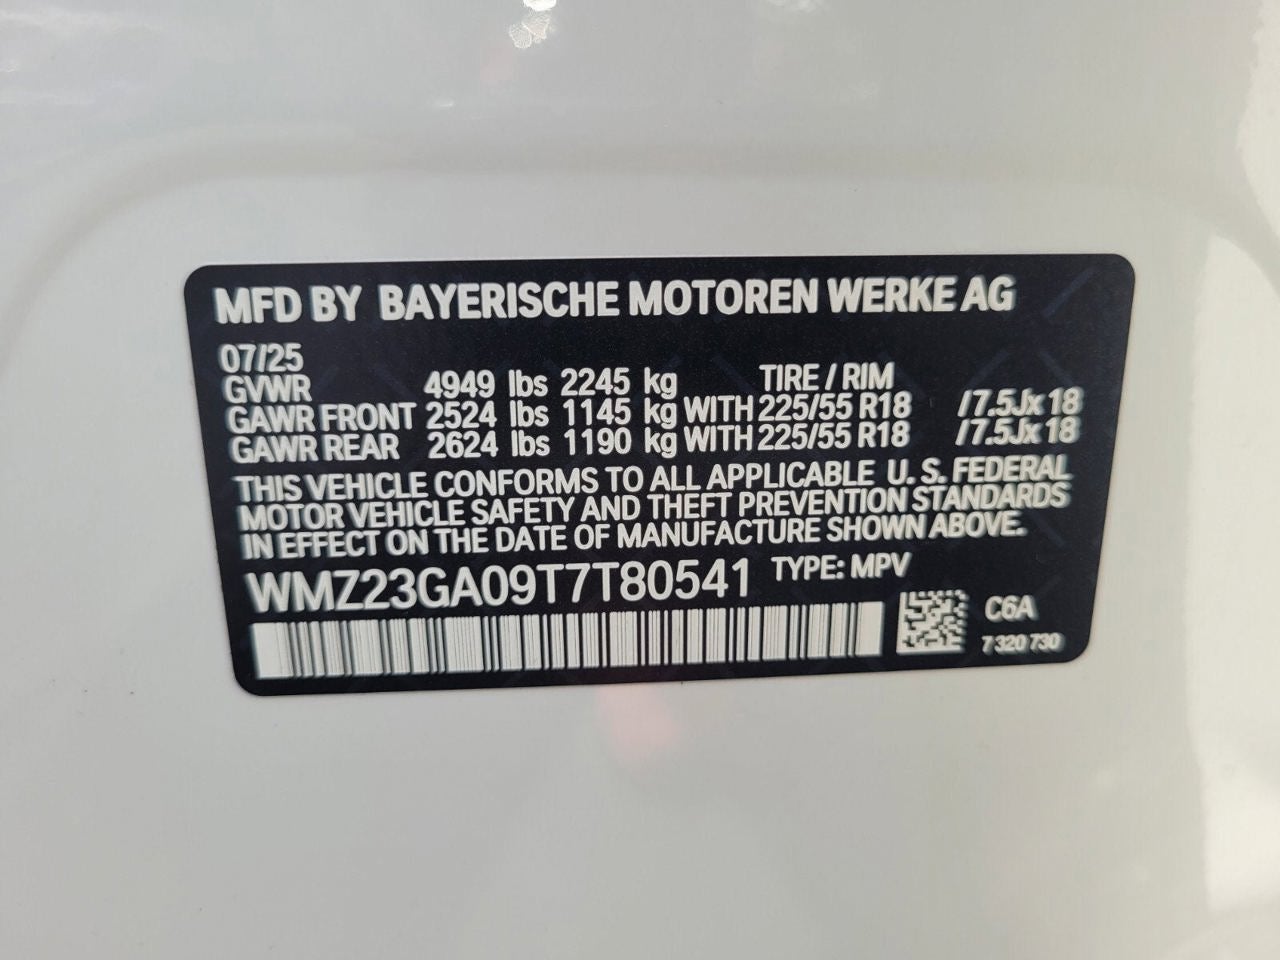 MFD BY BAYERISCHE MOTOREN WERKE AG
07/25
GVWR 4949 lbs 2245 kg TIRE / RIM
GAWR FRONT 2524 lbs 1145 kg WITH 225/55 R18 /7.5Jx 18
GAWR REAR 2624 lbs 1190 kg WITH 225/55 R18 /7.5Jx 18
THIS VEHICLE CONFORMS TO ALL APPLICABLE U. S. FEDERAL
MOTOR VEHICLE SAFETY AND THEFT PREVENTION STANDARDS
IN EFFECT ON THE DATE OF MANUFACTURE SHOWN ABOVE.
WMZ23GA09T7T80541 TYPE: MPV
C6A
7 320 730